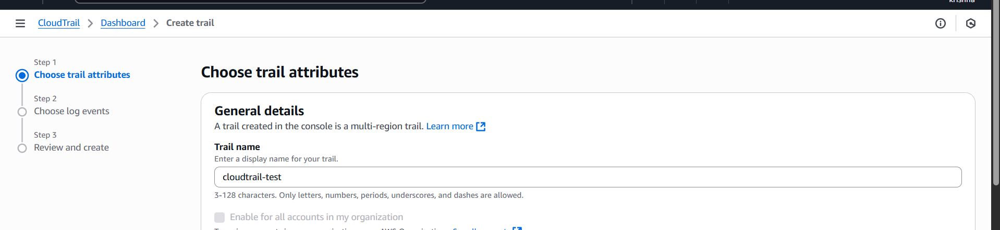 krishna
CloudTrail > Dashboard > Create trail
Step 1
Choose trail attributes
Step 2
Choose log events
Step 3
Review and create
Choose trail attributes
General details
A trail created in the console is a multi-region trail. Learn more
Trail name
Enter a display name for your trail.
cloudtrail-test
3-128 characters. Only letters, numbers, periods, underscores, and dashes are allowed.
Enable for all accounts in my organization